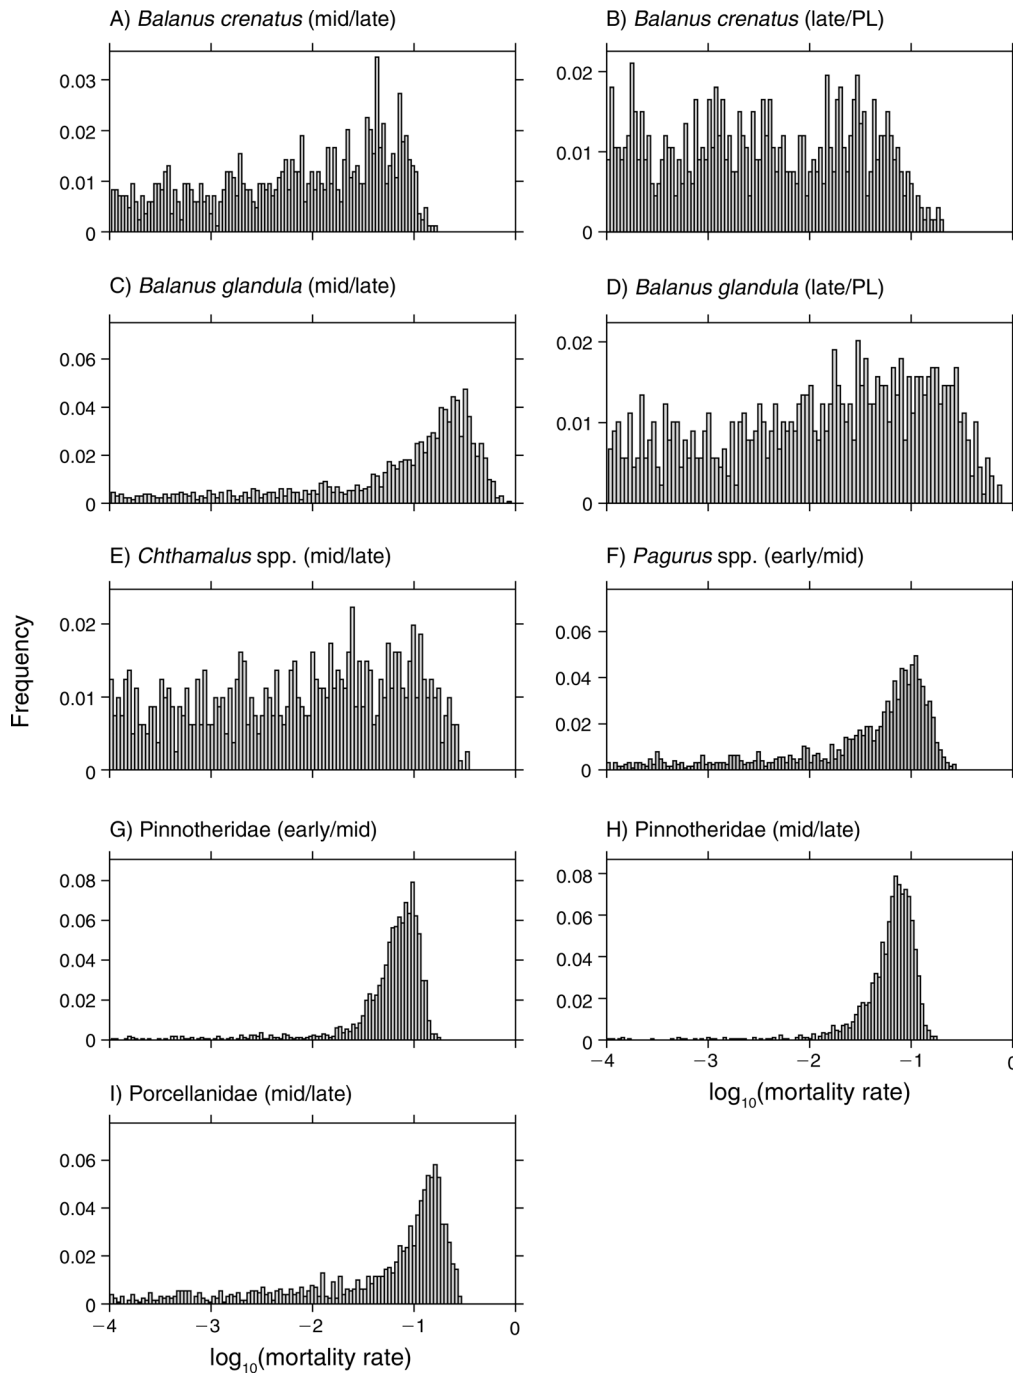 A) Balanus crenatus (mid/late)
B) Balanus crenatus (late/PL)
0.03
0.02
0.01
0
0.02
0.01
0
C) Balanus glandula (mid/late)
D) Balanus glandula (late/PL)
0.06
0.04
0.02
0
0.02
0.01
0
E) Chthamalus spp. (mid/late)
F) Pagurus spp. (early/mid)
Frequency
0.02
0.01
0
0.06
0.04
0.02
0
G) Pinnotheridae (early/mid)
H) Pinnotheridae (mid/late)
0.08
0.06
0.04
0.02
0
0.08
0.06
0.04
0.02
0
−4 −3 −2 −1 0
log10(mortality rate)
I) Porcellanidae (mid/late)
0.06
0.04
0.02
0
−4 −3 −2 −1 0
log10(mortality rate)